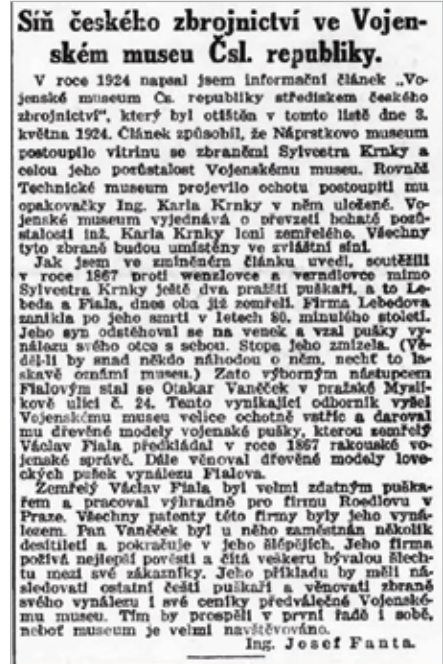 Síň českého zbrojnictví ve Vojen-
ském museu Čsl. republiky.
V roce 1924 napsal jsem informační článek „Vo-
jenské museum Čs. republiky střediskem českého
zbrojnictví“, který byl otištěn v tomto listě dne 3.
května 1924. Článek způsobil, že Náprstkovo museum
postoupilo vitrinu se zbraněmi Sylvestra Krnky a
celou jeho pozůstalost Vojenskému museu. Rovněž
Technické museum projevilo ochotu postoupiti mu
opakovačky Ing. Karla Krnky v něm uložené. Vo-
jenské museum vyjednává o převzetí bohaté pozů-
stalosti inž. Karla Krnky loni zemřelého. Všechny
tyto zbraně budou umístěny ve zvláštní síni.
Jak jsem ve zmíněném článku uvedl, soutěžili
v roce 1867 proti wenzlovce a verndlovce mimo
Sylvestra Krnky ještě dva pražští puškaři, a to Le-
beda a Fiala, dnes oba již zemřelí. Firma Lebedova
zanikla po jeho smrti v letech 80. minulého století.
Jeho syn odstěhoval se na venek a vzal pušky vy-
nálezu svého otce s sebou. Stopa jeho zmizela. (Vě-
děl-li by snad někdo náhodou o něm, nechť to la-
skavě oznámí museu.) Zato výborným nástupcem
Fialovým stal se Otakar Vaněček v pražské Myslí-
kově ulici č. 24. Tento vynikající odborník vyšel
Vojenskému museu velice ochotně vstříc a daroval
mu dřevěné modely vojenské pušky, kterou zemřelý
Václav Fiala předkládal v roce 1867 rakouské vo-
jenské správě. Dále věnoval dřevěné modely love-
ckých pušek vynálezu Fialova.
Zemřelý Václav Fiala byl velmi zdatným puška-
řem a pracoval výhradně pro firmu Roedlovu v
Praze. Všechny patenty této firmy byly jeho vyná-
lezem. Pan Vaněček byl u něho zaměstnán několik
desítiletí a pokračuje v jeho šlépějích. Jeho firma
požívá nejlepší pověsti a čítá veškeru bývalou šlech-
tu mezi své zákazníky. Jeho příkladu by měli ná-
sledovati ostatní čeští puškaři a věnovati zbraně
svého vynálezu i své ceníky předválečné Vojenské-
mu museu. Tím by prospěli v první řadě i sobě,
neboť museum je velmi navštěvováno.
Ing. Josef Fanta.